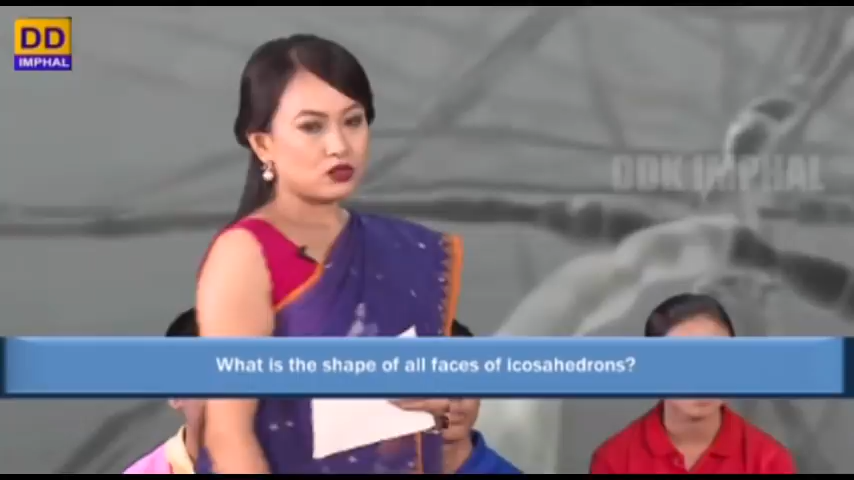 DD
IMPHAL
DDK IMPHAL
What is the shape of all faces of icosahedrons?